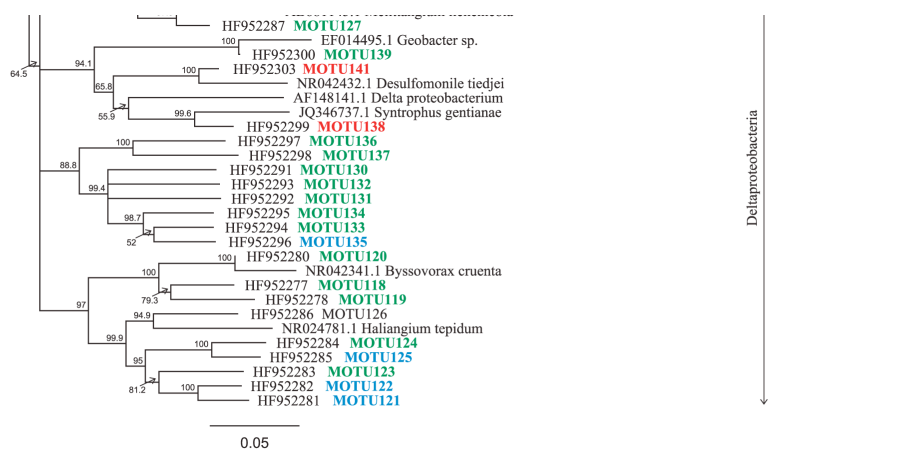 HF952287 MOTU127
100
EF014495.1 Geobacter sp.
HF952300 MOTU139
64.5
94.1
100
HF952303 MOTU141
65.8
NR042432.1 Desulfomonile tiedjei
AF148141.1 Delta proteobacterium
55.9
99.6
JQ346737.1 Syntrophus gentianae
HF952299 MOTU138
100
HF952297 MOTU136
HF952298 MOTU137
88.8
HF952291 MOTU130
99.4
HF952293 MOTU132
HF952292 MOTU131
98.7
HF952295 MOTU134
HF952294 MOTU133
52
HF952296 MOTU135
100
HF952280 MOTU120
100
NR042341.1 Byssovorax cruenta
HF952277 MOTU118
79.3
HF952278 MOTU119
97
94.9
HF952286 MOTU126
NR024781.1 Haliangium tepidum
99.9
100
HF952284 MOTU124
HF952285 MOTU125
95
HF952283 MOTU123
81.2
100
HF952282 MOTU122
HF952281 MOTU121
0.05
Deltaproteobacteria